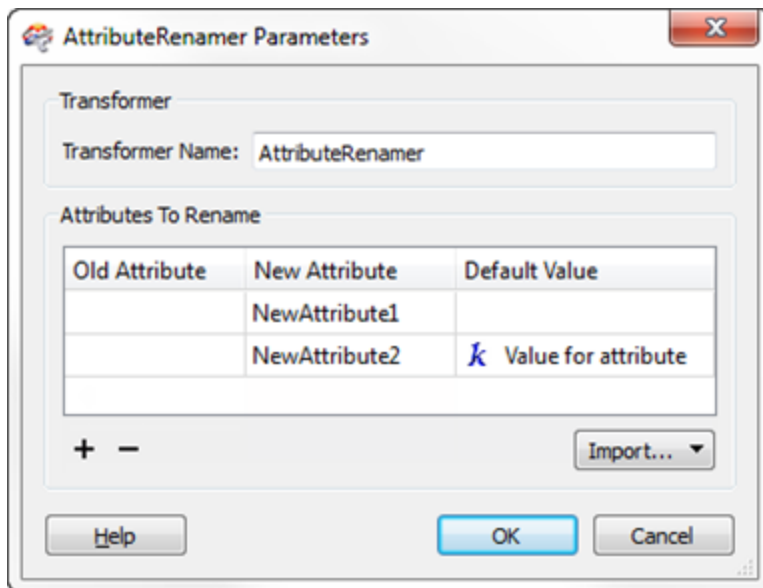 AttributeRenamer Parameters
Transformer
Transformer Name: AttributeRenamer
Attributes To Rename
Old Attribute New Attribute Default Value
NewAttribute1
NewAttribute2 k Value for attribute
+ − Import...
Help OK Cancel